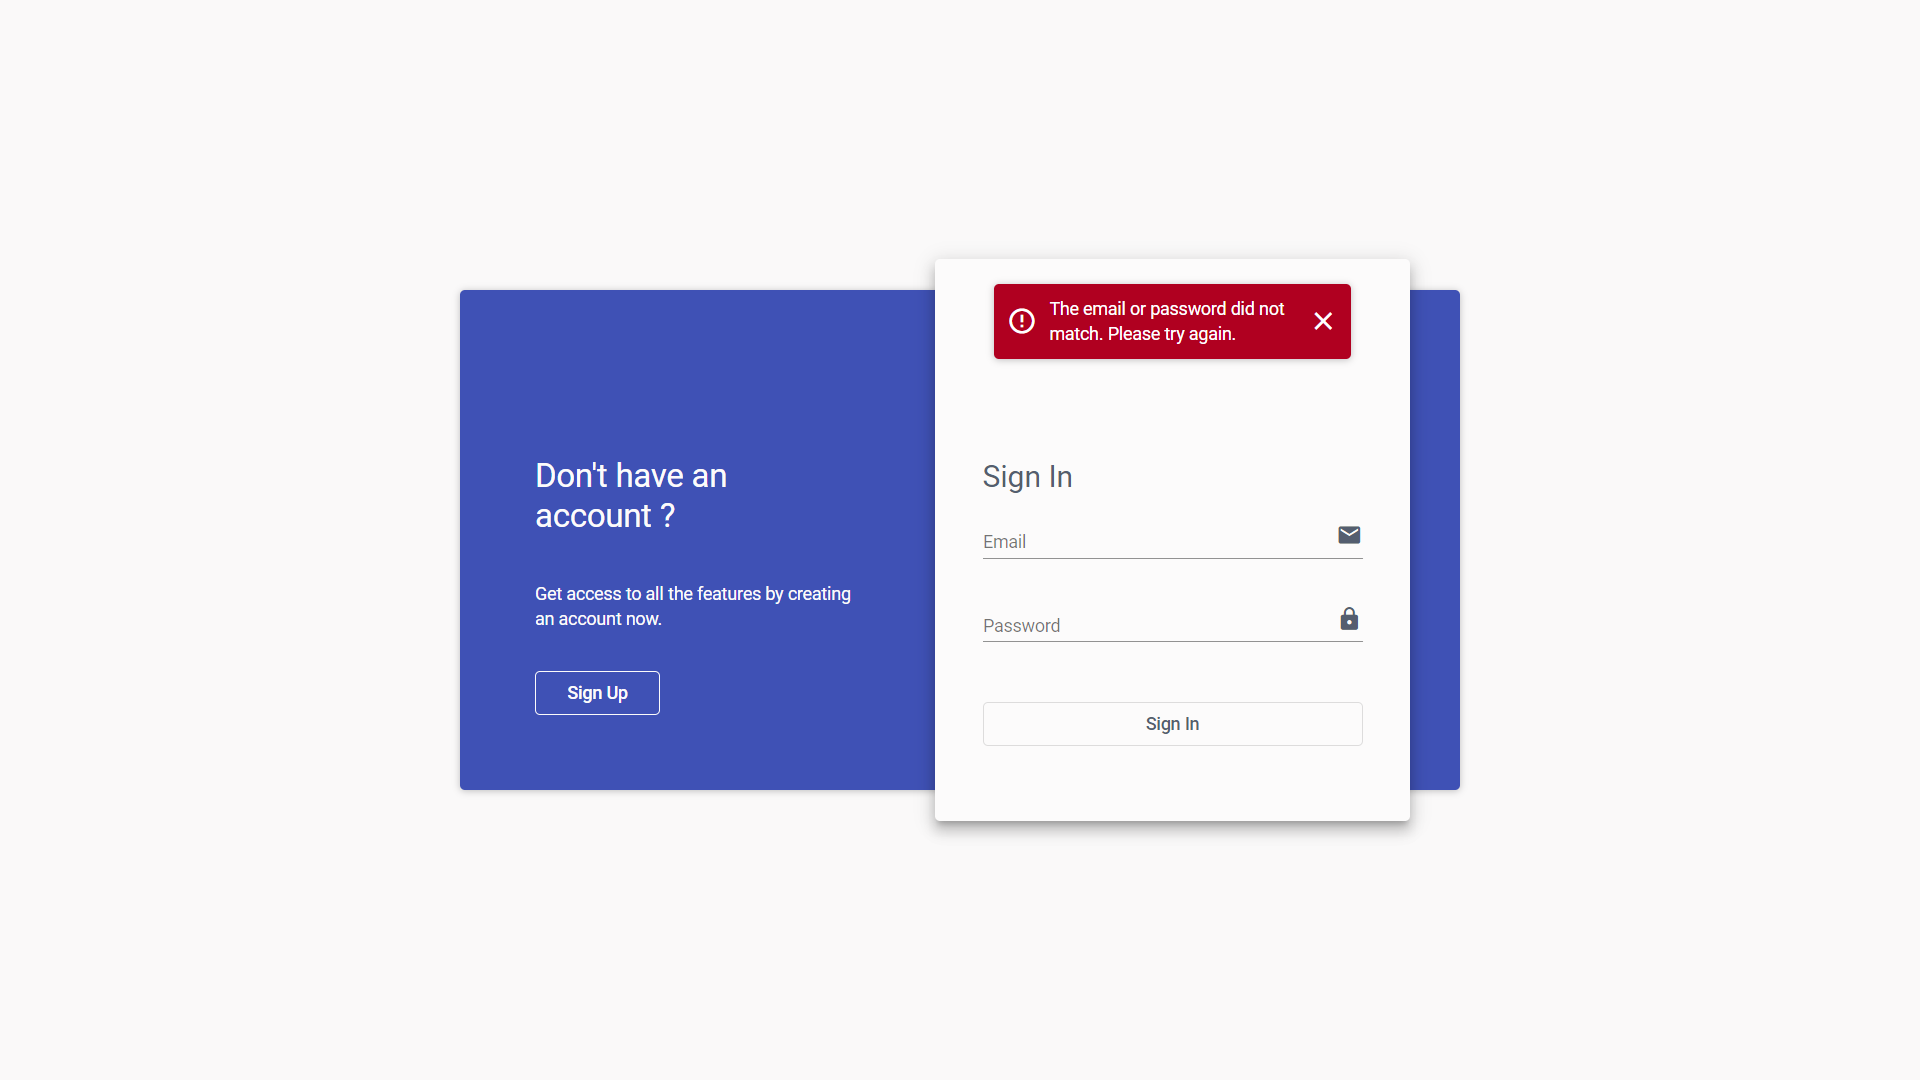 The email or password did not
match. Please try again.
Don't have an
account ?
Get access to all the features by creating
an account now.
Sign Up
Sign In
Email
Password
Sign In